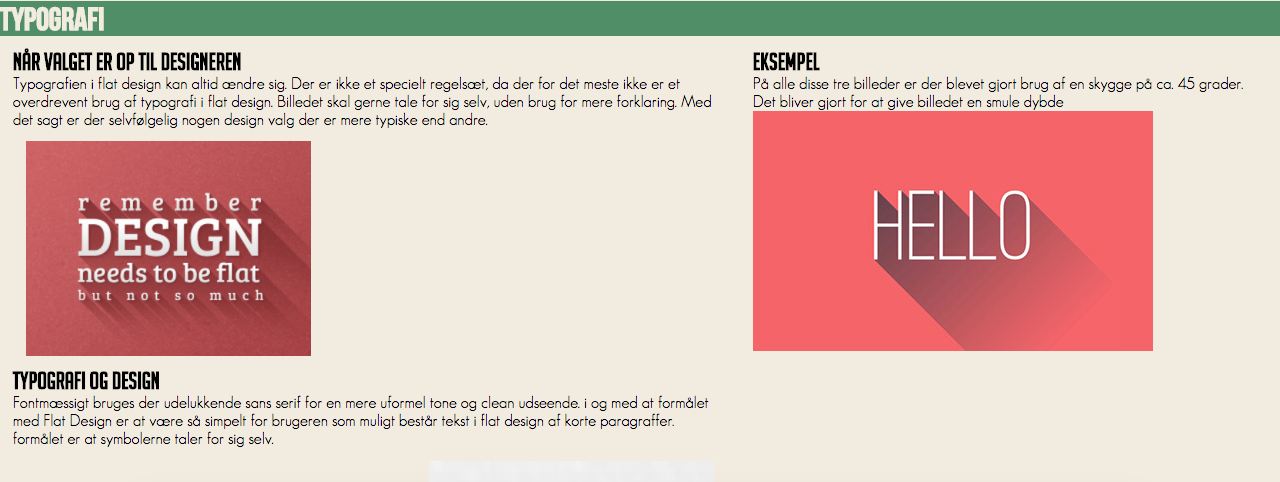 TYPOGRAFI
NÅR VALGET ER OP TIL DESIGNEREN
Typografien i flat design kan altid ændre sig. Der er ikke et specielt regelsæt, da der for det meste ikke er et
overdrevent brug af typografi i flat design. Billedet skal gerne tale for sig selv, uden brug for mere forklaring. Med
det sagt er der selvfølgelig nogen design valg der er mere typiske end andre.
remember
DESIGN
needs to be flat
but not so much
TYPOGRAFI OG DESIGN
Fontmæssigt bruges der udelukkende sans serif for en mere uformel tone og clean udseende. i og med at formålet
med Flat Design er at være så simpelt for brugeren som muligt består tekst i flat design af korte paragraffer.
formålet er at symbolerne taler for sig selv.
EKSEMPEL
På alle disse tre billeder er der blevet gjort brug af en skygge på ca. 45 grader.
Det bliver gjort for at give billedet en smule dybde
HELLO